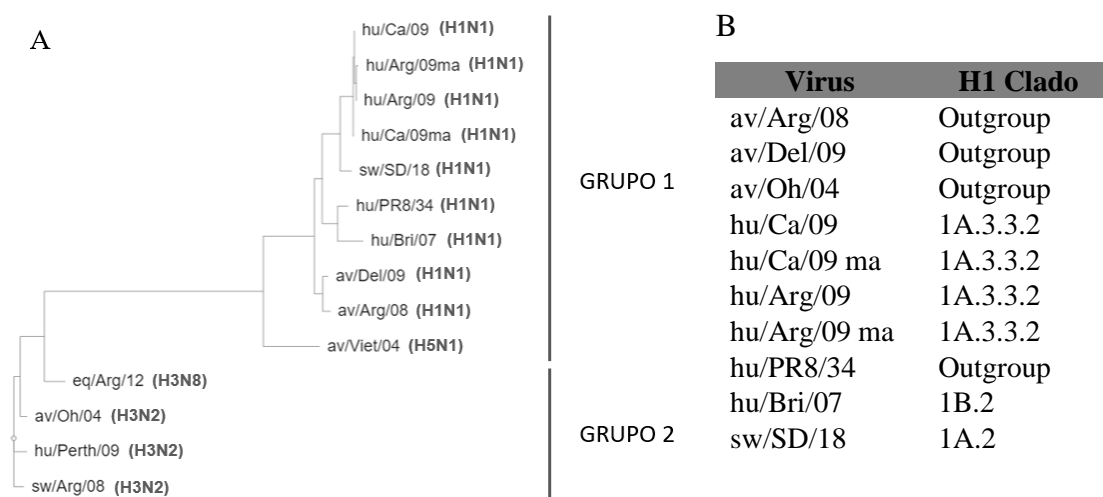 A
hu/Ca/09 (H1N1)
hu/Arg/09ma (H1N1)
hu/Arg/09 (H1N1)
hu/Ca/09ma (H1N1)
sw/SD/18 (H1N1)
hu/PR8/34 (H1N1)
hu/Bri/07 (H1N1)
av/Del/09 (H1N1)
av/Arg/08 (H1N1)
av/Viet/04 (H5N1)
eq/Arg/12 (H3N8)
av/Oh/04 (H3N2)
hu/Perth/09 (H3N2)
sw/Arg/08 (H3N2)
GRUPO 1
GRUPO 2
B
Virus H1 Clado
av/Arg/08 Outgroup
av/Del/09 Outgroup
av/Oh/04 Outgroup
hu/Ca/09 1A.3.3.2
hu/Ca/09 ma 1A.3.3.2
hu/Arg/09 1A.3.3.2
hu/Arg/09 ma 1A.3.3.2
hu/PR8/34 Outgroup
hu/Bri/07 1B.2
sw/SD/18 1A.2